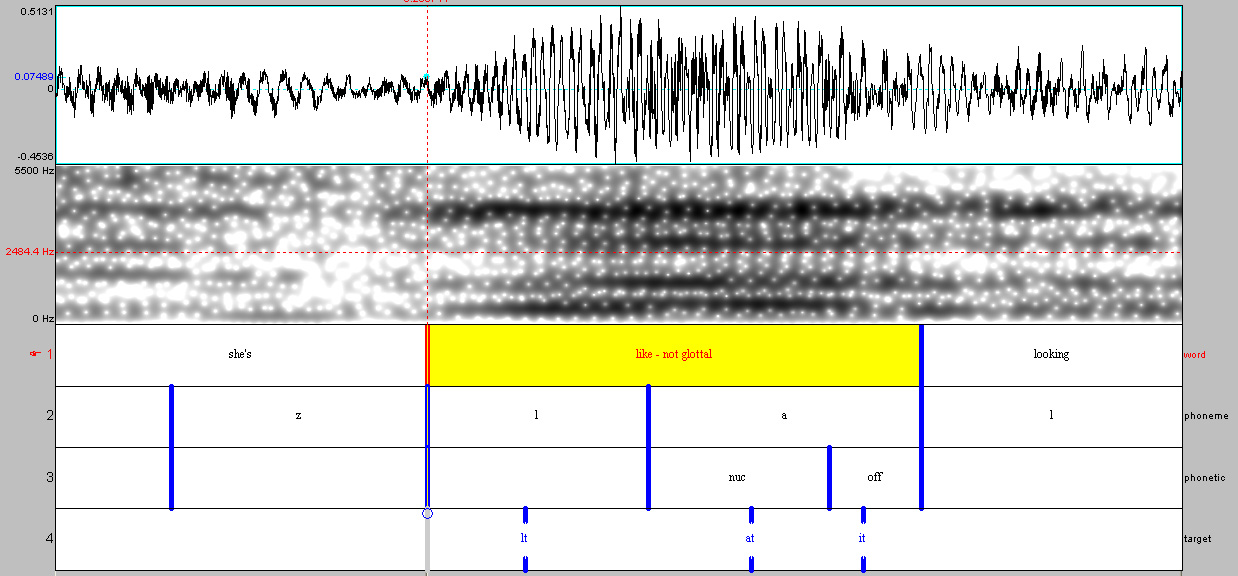 0.5131
0.07489
0
-0.4536
5500 Hz
2484.4 Hz
0 Hz
1 she's like - not glottal looking word
2 z l a l phoneme
3 nuc off phonetic
4 lt at it target